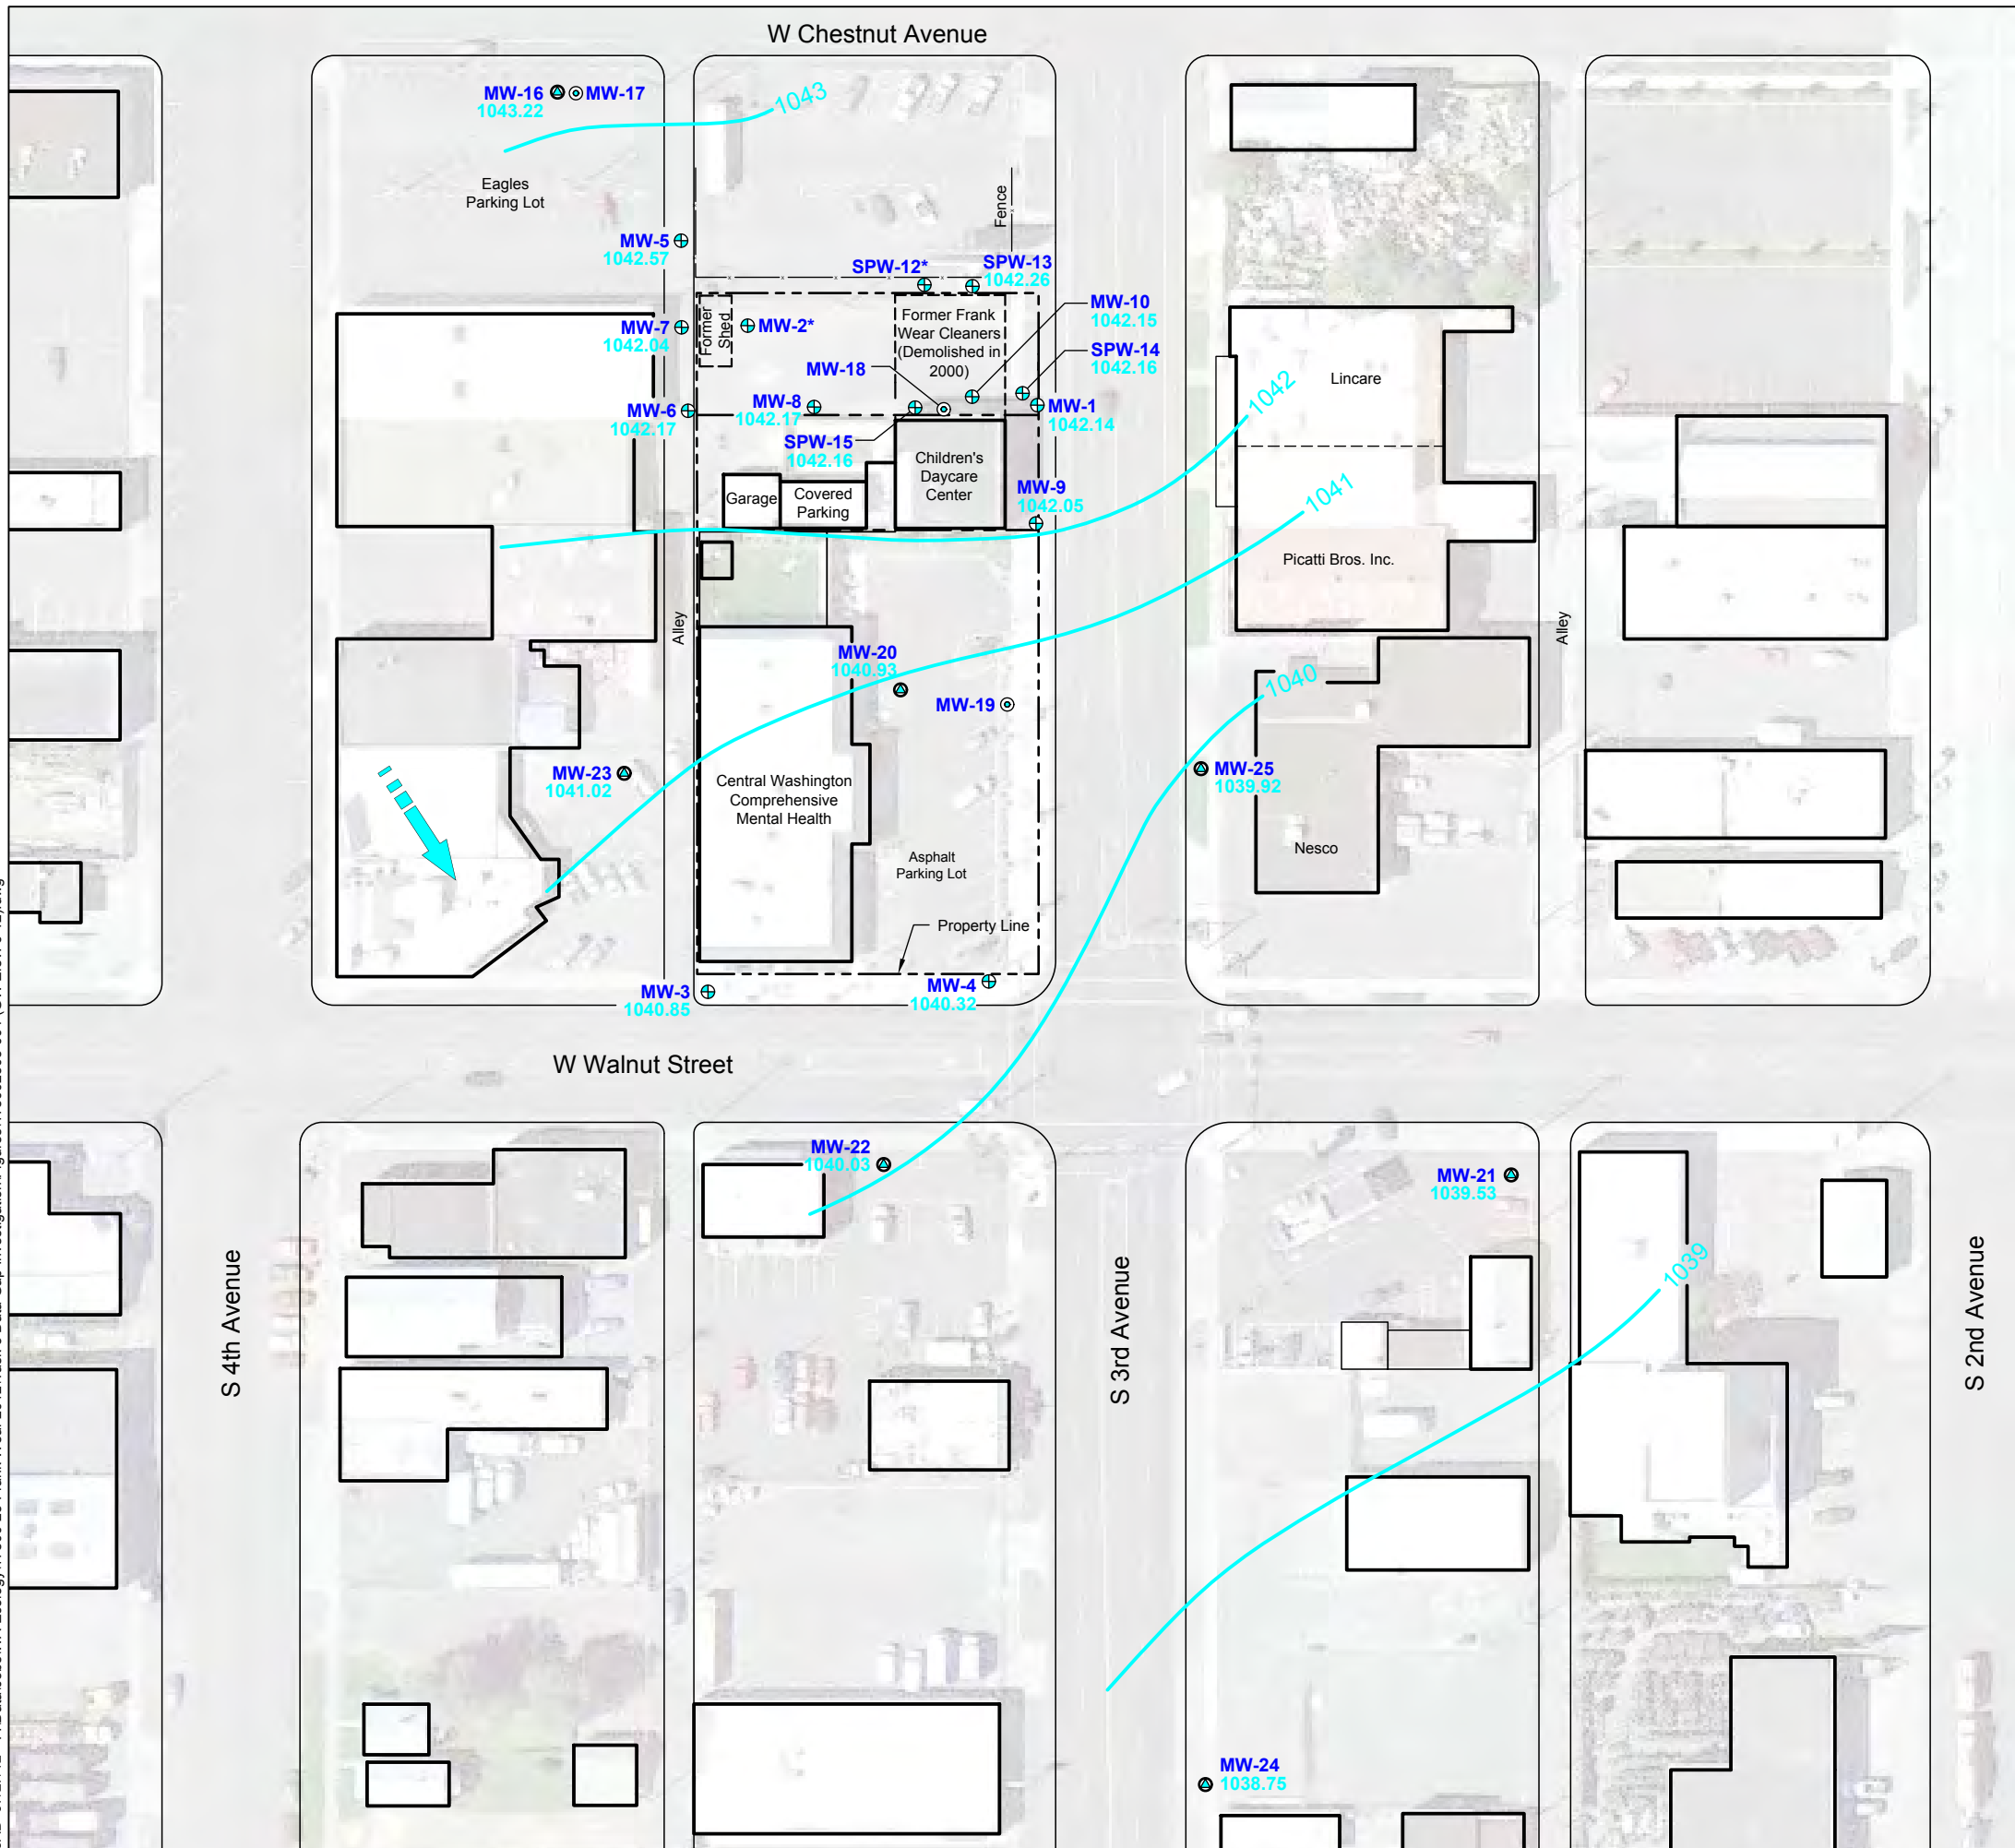 W Chestnut Avenue
MW-16
1043.22
MW-17
1043
Eagles
Parking Lot
Fence
MW-5
1042.57
SPW-12*
SPW-13
1042.26
MW-10
1042.15
MW-7
1042.04
Former
Shed
MW-2*
Former Frank
Wear Cleaners
(Demolished in
2000)
SPW-14
1042.16
MW-18
MW-6
1042.17
MW-8
1042.17
MW-1
1042.14
SPW-15
1042.16
1042
Lincare
Children's
Daycare
Center
Garage
Covered
Parking
MW-9
1042.05
1041
Picatti Bros. Inc.
Alley
Alley
MW-20
1040.93
MW-19
1040
MW-23
1041.02
Central Washington
Comprehensive
Mental Health
MW-25
1039.92
Nesco
Asphalt
Parking Lot
Property Line
MW-3
1040.85
MW-4
1040.32
W Walnut Street
MW-22
1040.03
MW-21
1039.53
1039
S 4th Avenue
S 3rd Avenue
S 2nd Avenue
MW-24
1038.75